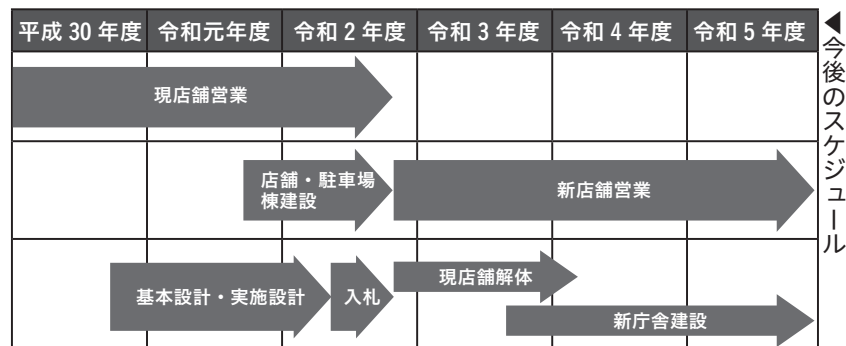 平成 30 年度 令和元年度 令和 2 年度 令和 3 年度 令和 4 年度 令和 5 年度
現店舗営業
店舗・駐車場
棟建設
新店舗営業
基本設計・実施設計
入札
現店舗解体
新庁舎建設
◀今後のスケジュール